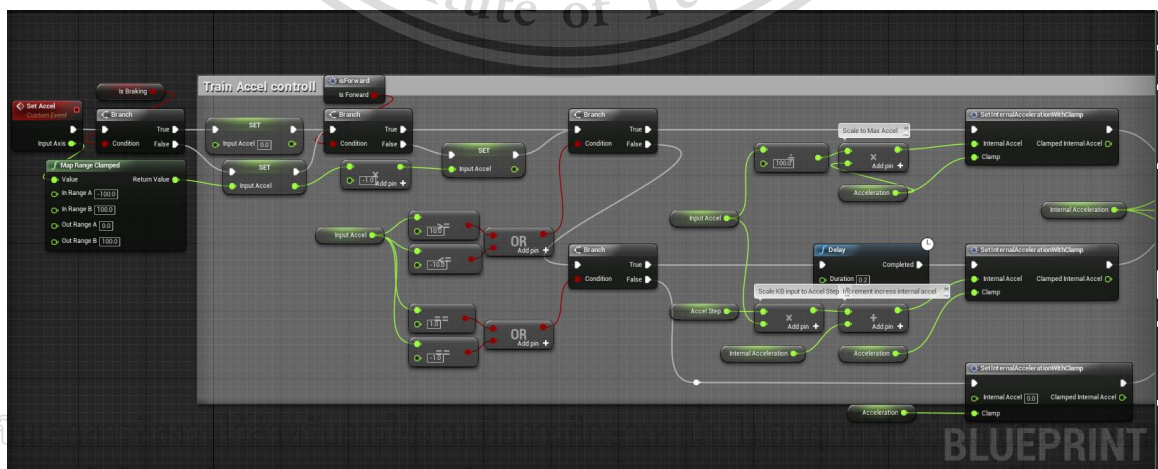 of
Train Accel controll
isForward
Is Forward
Is Braking
Set Accel
Custom Event
Input Axis
Branch
True
Condition
False
SET
Input Accel 0.0
SET
Input Accel
Branch
True
Condition
False
SET
Input Accel
Branch
True
Condition
False
Map Range Clamped
Value
Return Value
In Range A -100.0
In Range B 100.0
Out Range A 0.0
Out Range B 100.0
×
-1.0
Add pin +
Input Accel
>=
10.0
<=
-10.0
OR
Add pin +
==
1.0
==
-1.0
OR
Add pin +
Branch
True
Condition
False
Scale to Max Accel
÷
100.0
×
Add pin +
Acceleration
Input Accel
SetInternalAccelerationWithClamp
Internal Accel
Clamped Internal Accel
Clamp
Internal Acceleration
Delay
Completed
Duration 0.2
Scale KB input to Accel Step
Increment incress internal accel
Accel Step
×
Add pin +
+
Add pin +
Internal Acceleration
Acceleration
SetInternalAccelerationWithClamp
Internal Accel
Clamped Internal Accel
Clamp
SetInternalAccelerationWithClamp
Internal Accel 0.0
Clamped Internal Accel
Clamp
Acceleration
BLUEPRINT